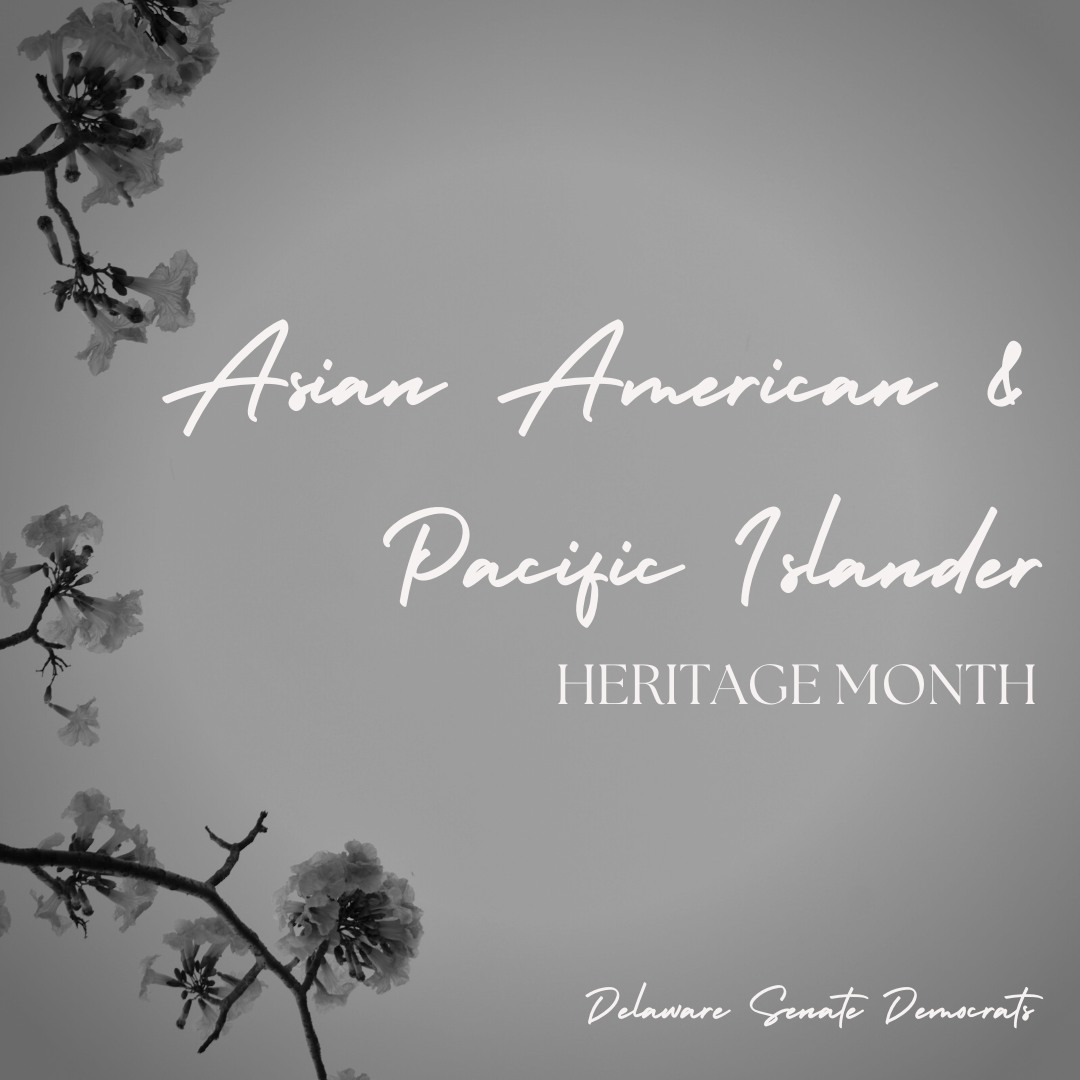 Asian American &
Pacific Islander
HERITAGE MONTH
Delaware Senate Democrats